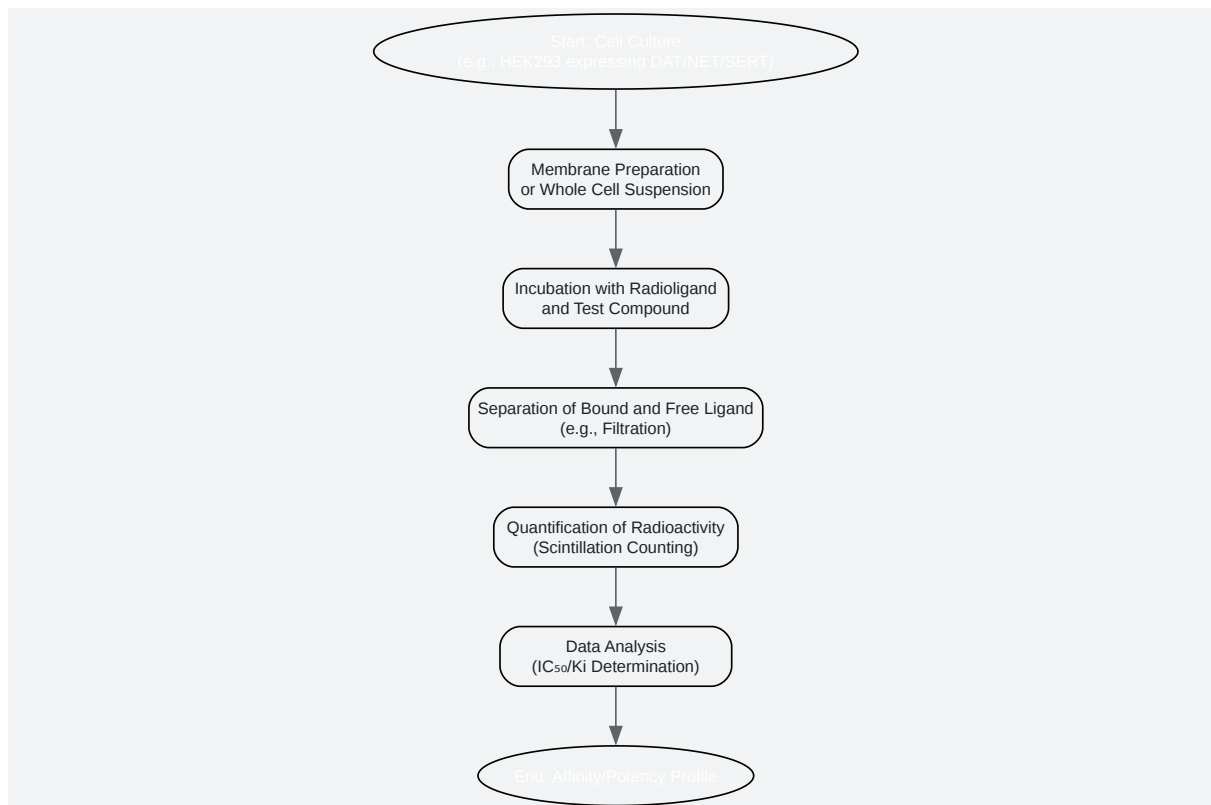 Start: Cell Culture
(e.g., HEK293 expressing DAT/NET/SERT)
Membrane Preparation
or Whole Cell Suspension
Incubation with Radioligand
and Test Compound
Separation of Bound and Free Ligand
(e.g., Filtration)
Quantification of Radioactivity
(Scintillation Counting)
Data Analysis
(IC₅₀/Ki Determination)
End: Affinity/Potency Profile